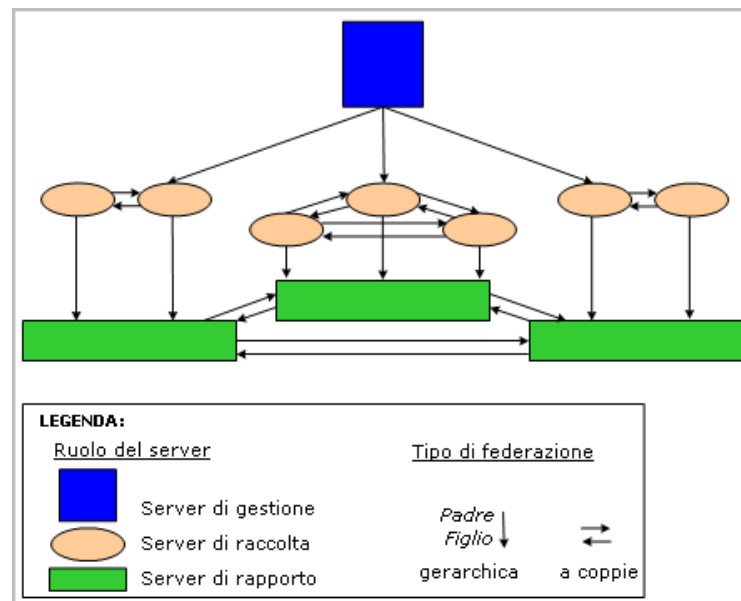 LEGENDA:
Ruolo del server
Tipo di federazione
Server di gestione
Server di raccolta
Server di rapporto
Padre
Figlio
gerarchica
a coppie